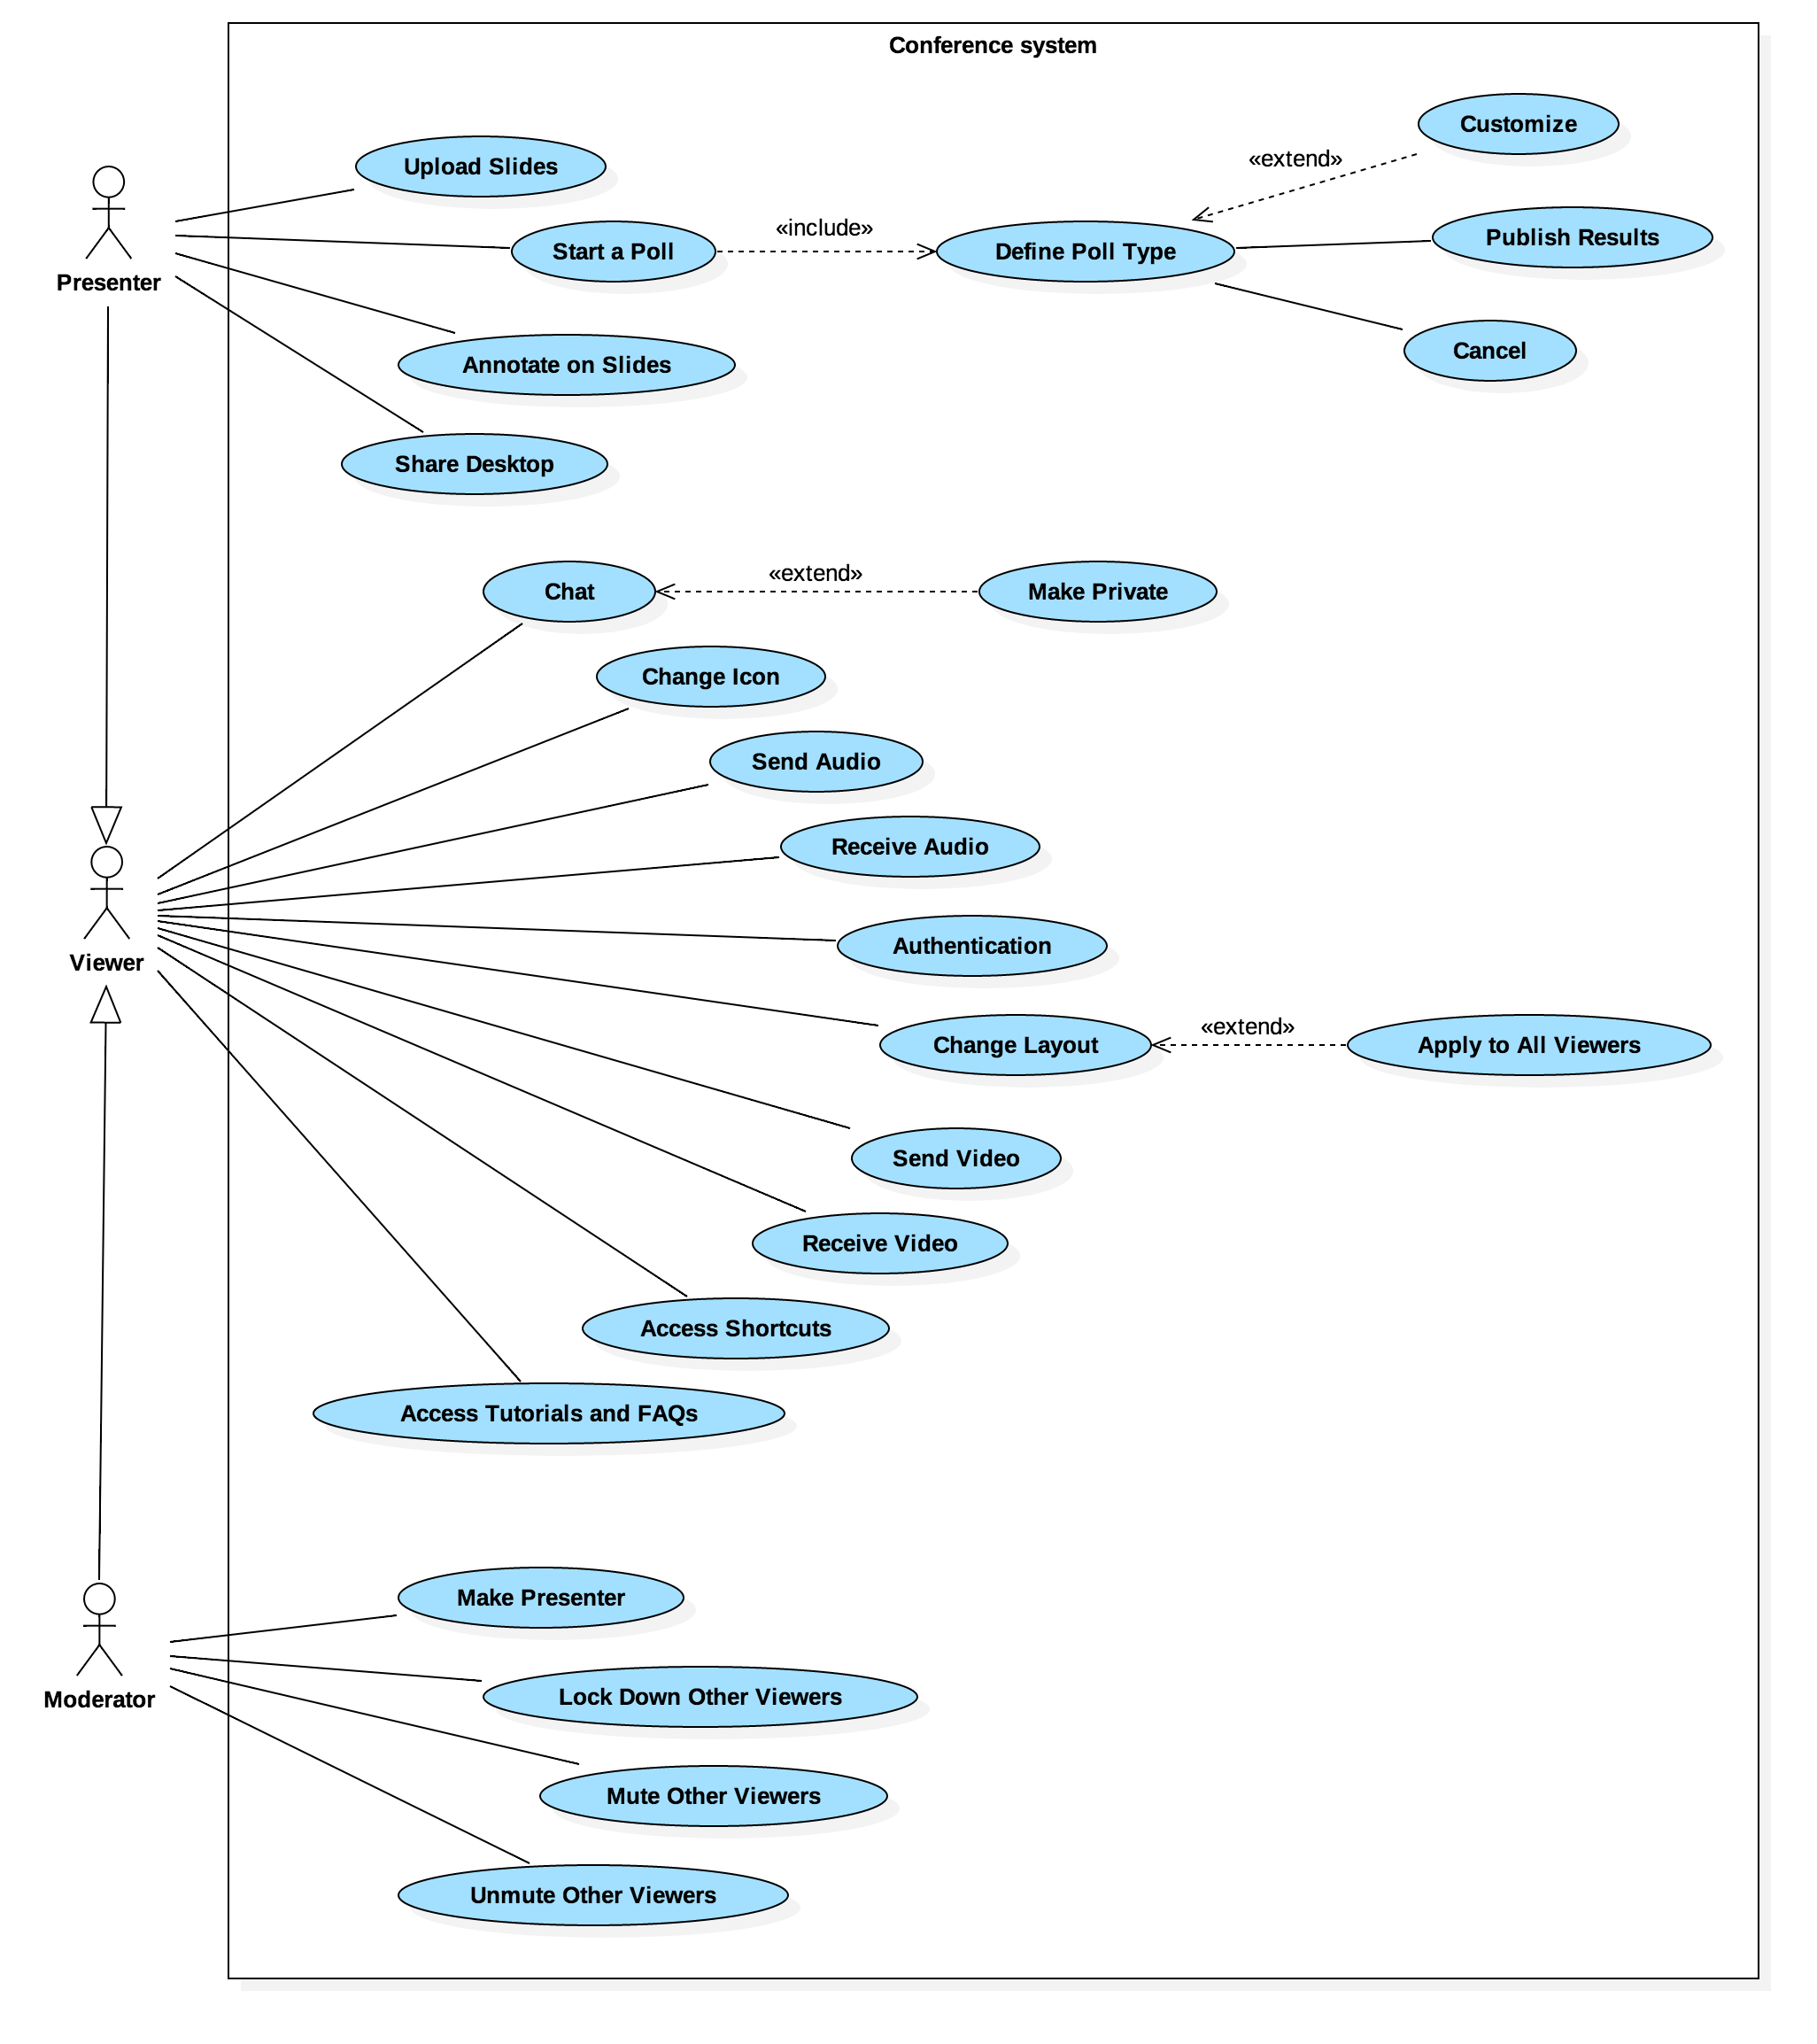 Conference system
Customize
«extend»
Upload Slides
Presenter
Start a Poll
«include»
Define Poll Type
Publish Results
Cancel
Annotate on Slides
Share Desktop
Chat
«extend»
Make Private
Change Icon
Send Audio
Receive Audio
Viewer
Authentication
Change Layout
«extend»
Apply to All Viewers
Send Video
Receive Video
Access Shortcuts
Access Tutorials and FAQs
Moderator
Make Presenter
Lock Down Other Viewers
Mute Other Viewers
Unmute Other Viewers